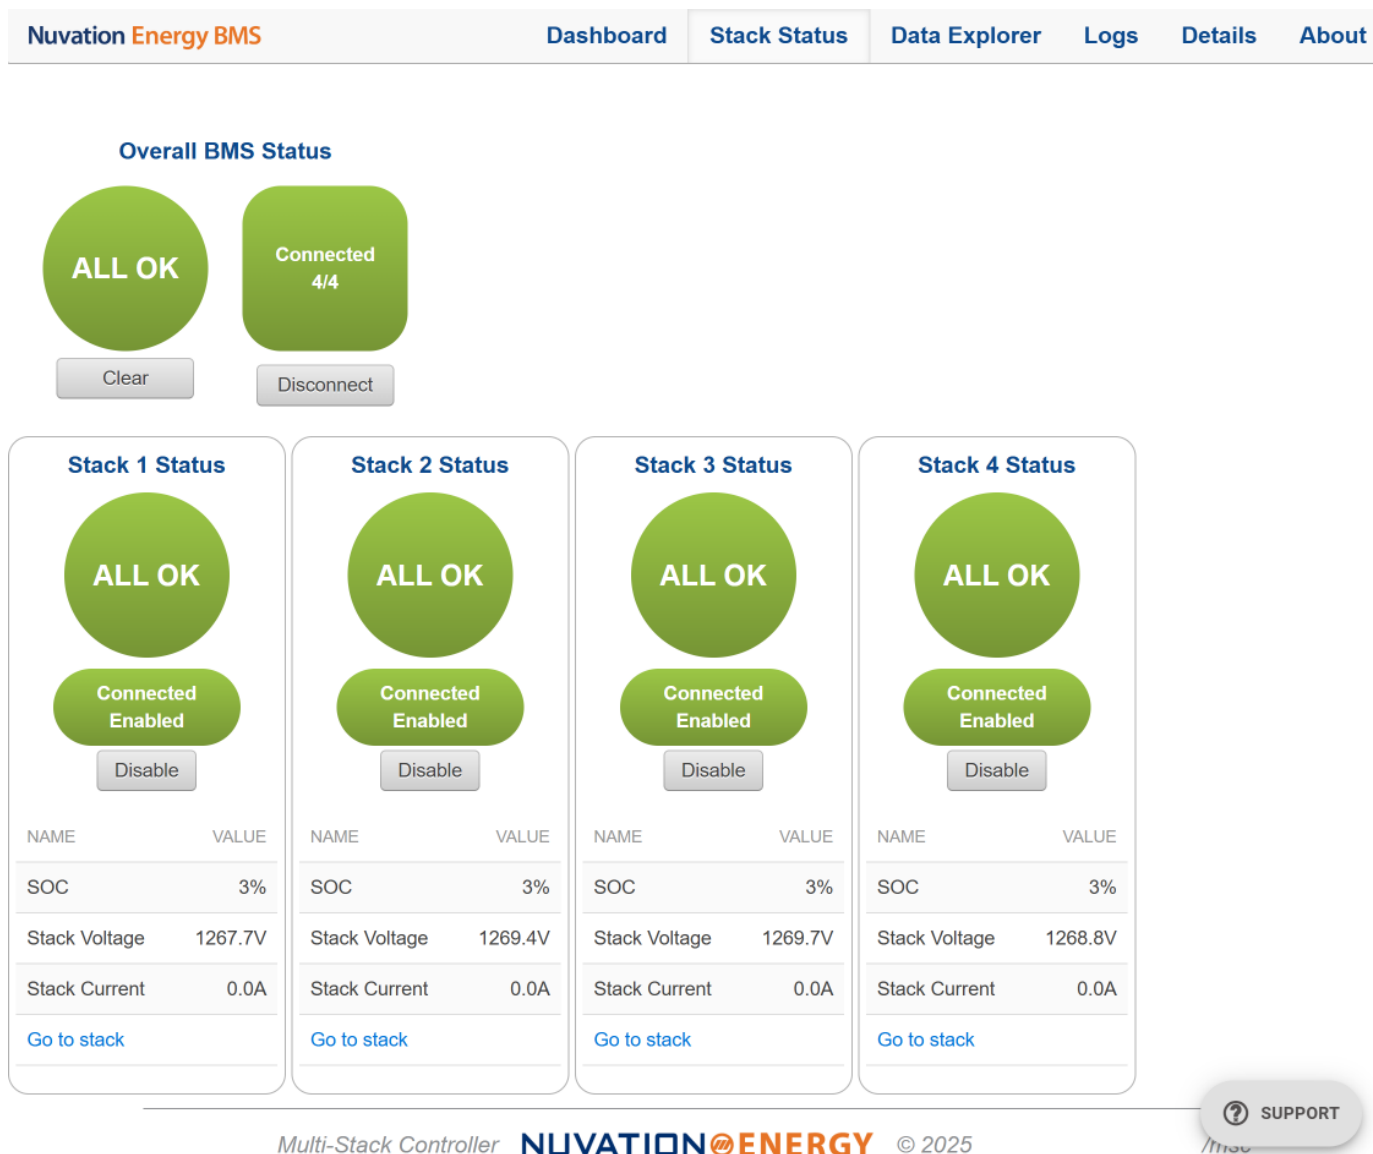 Nuvation Energy BMS Dashboard Stack Status Data Explorer Logs Details About
Overall BMS Status
ALL OK
Connected
4/4
Clear
Disconnect
Stack 1 Status
ALL OK
Connected
Enabled
Disable
NAME VALUE
SOC 3%
Stack Voltage 1267.7V
Stack Current 0.0A
Go to stack
Stack 2 Status
ALL OK
Connected
Enabled
Disable
NAME VALUE
SOC 3%
Stack Voltage 1269.4V
Stack Current 0.0A
Go to stack
Stack 3 Status
ALL OK
Connected
Enabled
Disable
NAME VALUE
SOC 3%
Stack Voltage 1269.7V
Stack Current 0.0A
Go to stack
Stack 4 Status
ALL OK
Connected
Enabled
Disable
NAME VALUE
SOC 3%
Stack Voltage 1268.8V
Stack Current 0.0A
Go to stack
SUPPORT
Multi-Stack Controller NUVATION ENERGY © 2025